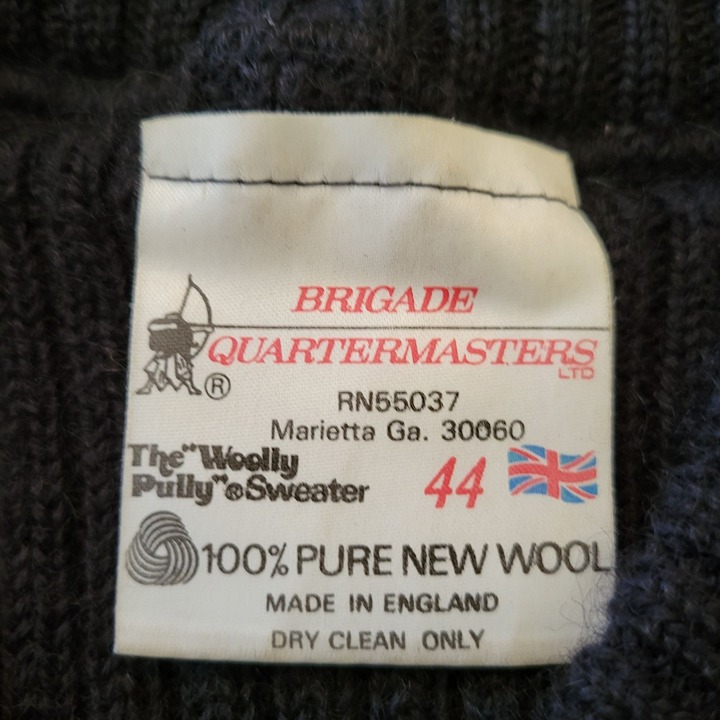 BRIGADE
QUARTERMASTERS
LTD
®
RN55037
Marietta Ga. 30060
The "Woolly
Pully"® Sweater
44
100% PURE NEW WOOL
MADE IN ENGLAND
DRY CLEAN ONLY